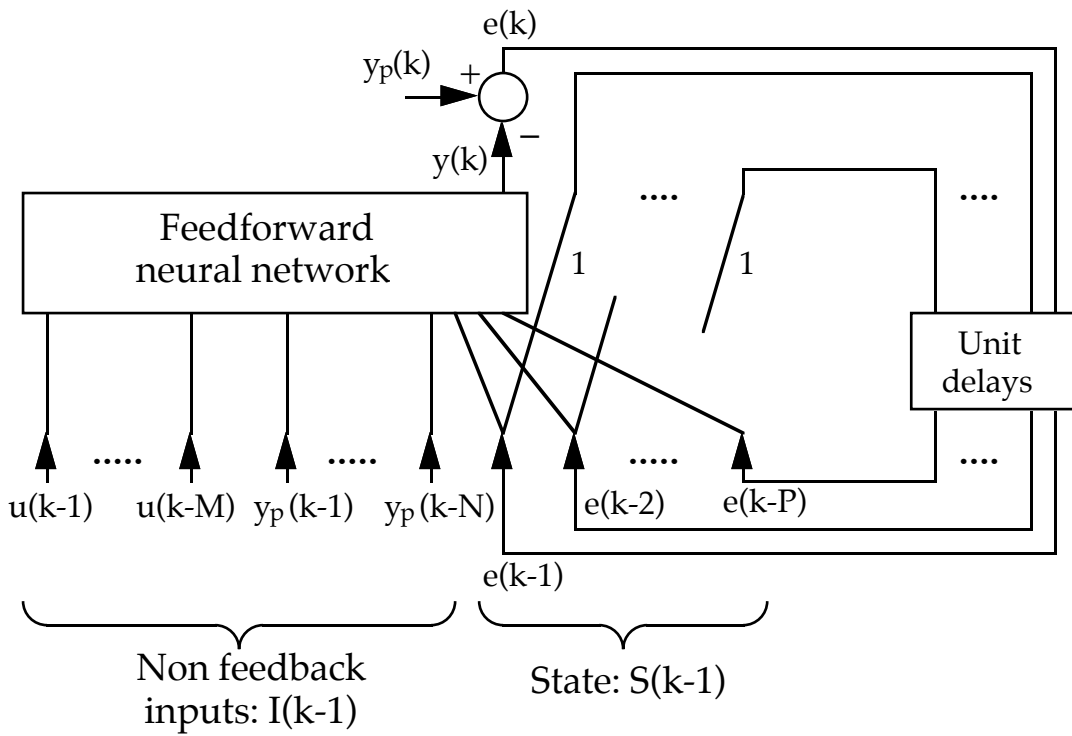 e(k)
yp(k)
+
−
y(k)
....
....
Feedforward
neural network
1
1
Unit
delays
.....
.....
.....
....
u(k-1)
u(k-M)
yp(k-1)
yp(k-N)
e(k-2)
e(k-P)
e(k-1)
Non feedback
inputs: I(k-1)
State: S(k-1)